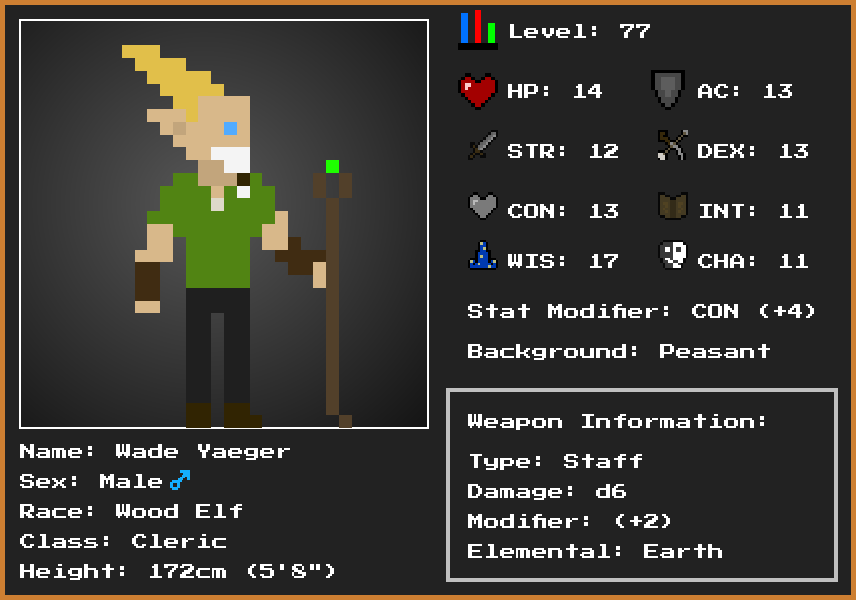 Level: 77
HP: 14
AC: 13
STR: 12
DEX: 13
CON: 13
INT: 11
WIS: 17
CHA: 11
Stat Modifier: CON (+4)
Background: Peasant
Weapon Information:
Type: Staff
Damage: d6
Modifier: (+2)
Elemental: Earth
Name: Wade Yaeger
Sex: Male♂
Race: Wood Elf
Class: Cleric
Height: 172cm (5'8")